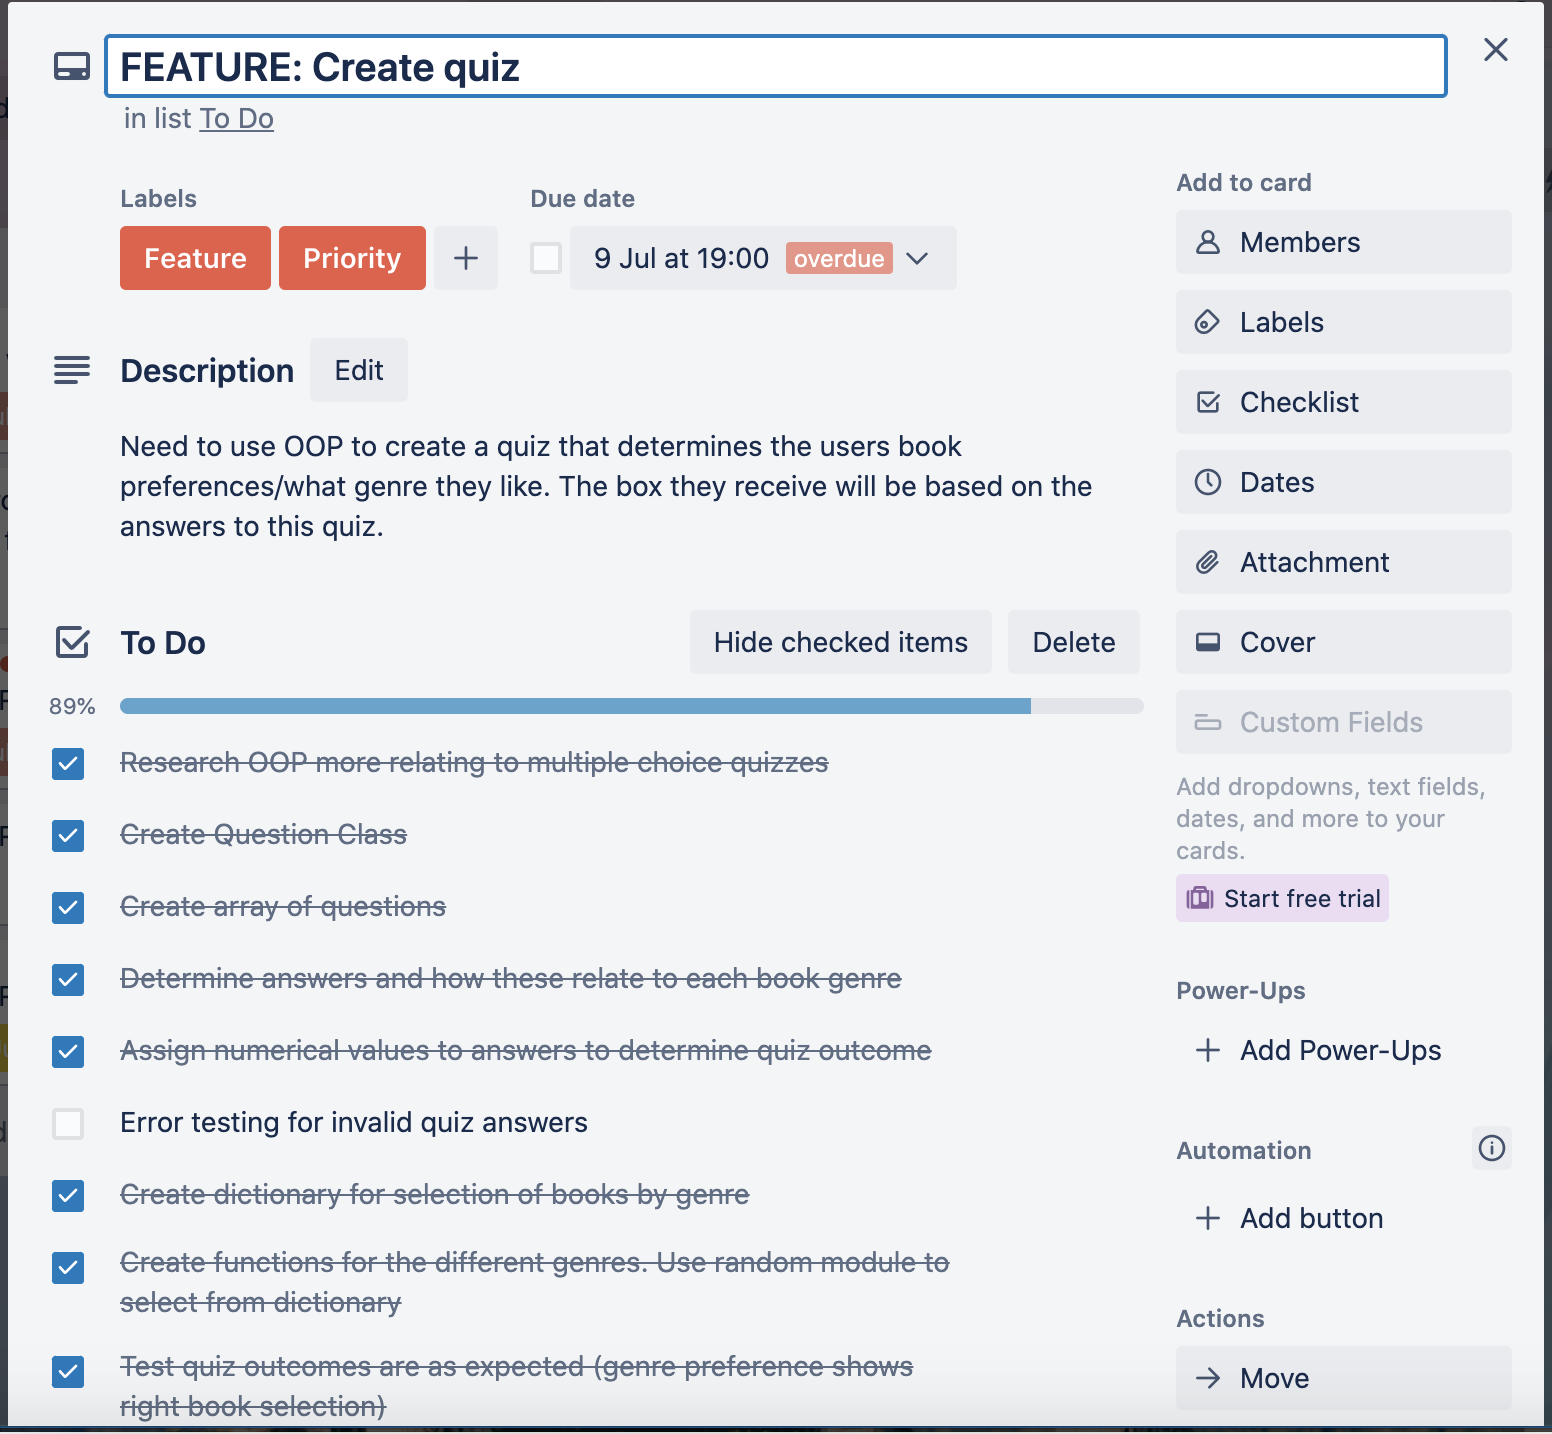 FEATURE: Create quiz
in list To Do
Labels
Feature
Priority
Due date
9 Jul at 19:00 overdue
Description
Edit
Need to use OOP to create a quiz that determines the users book
preferences/what genre they like. The box they receive will be based on the
answers to this quiz.
To Do
Hide checked items
Delete
89%
Research OOP more relating to multiple choice quizzes
Create Question Class
Create array of questions
Determine answers and how these relate to each book genre
Assign numerical values to answers to determine quiz outcome
Error testing for invalid quiz answers
Create dictionary for selection of books by genre
Create functions for the different genres. Use random module to
select from dictionary
Test quiz outcomes are as expected (genre preference shows
right book selection)
Add to card
Members
Labels
Checklist
Dates
Attachment
Cover
Custom Fields
Add dropdowns, text fields,
dates, and more to your
cards.
Start free trial
Power-Ups
Add Power-Ups
Automation
Add button
Actions
Move